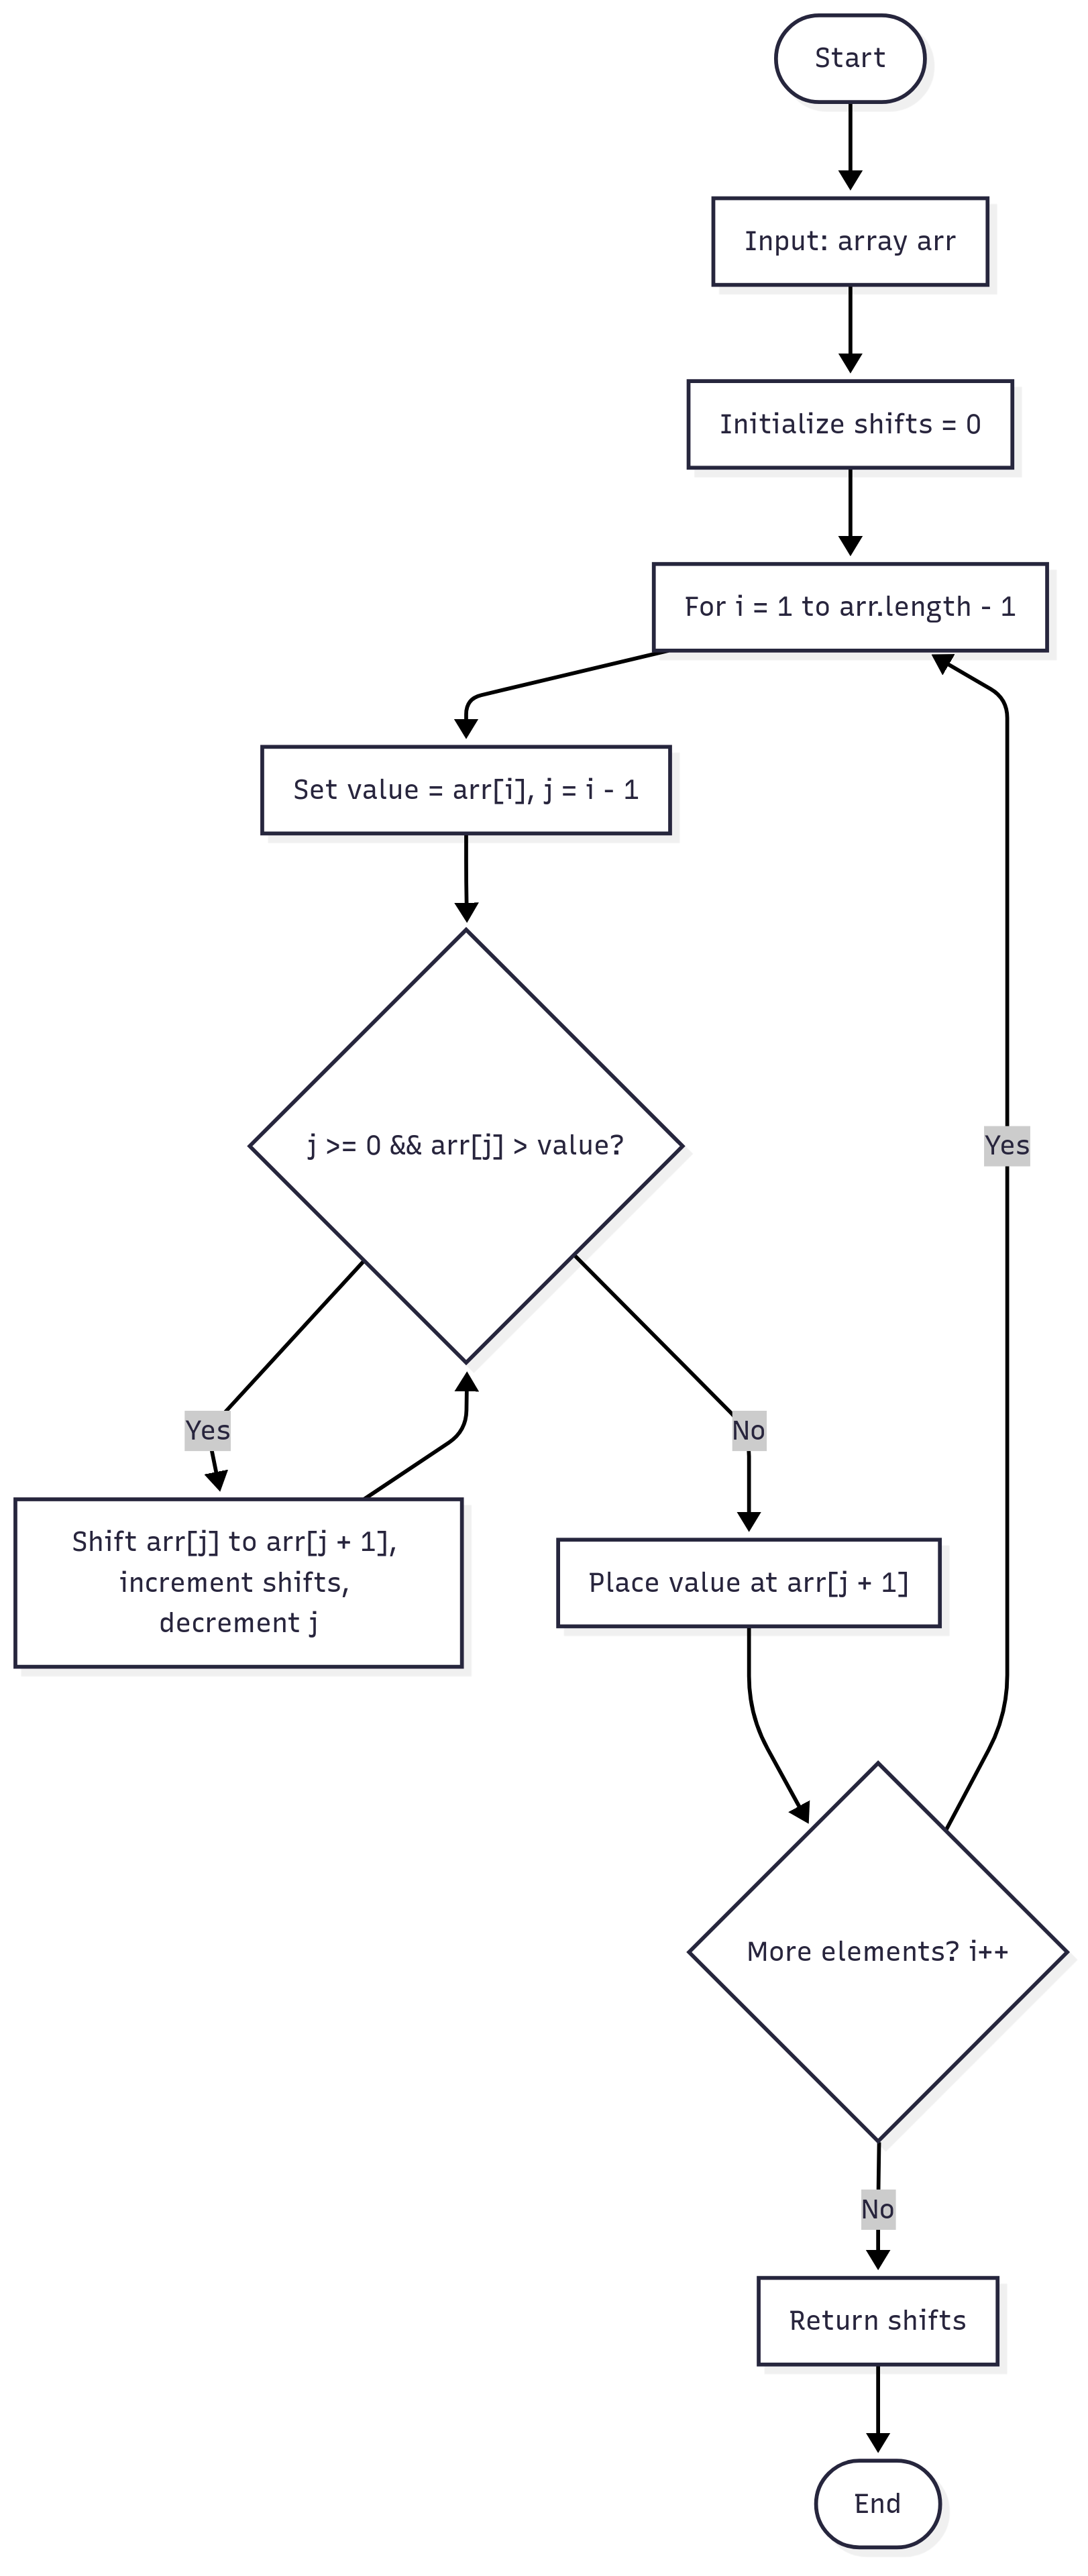 Start
Input: array arr
Initialize shifts = 0
For i = 1 to arr.length - 1
Set value = arr[i], j = i - 1
j >= 0 && arr[j] > value?
Yes
Yes
No
Shift arr[j] to arr[j + 1],
increment shifts,
decrement j
Place value at arr[j + 1]
More elements? i++
No
Return shifts
End